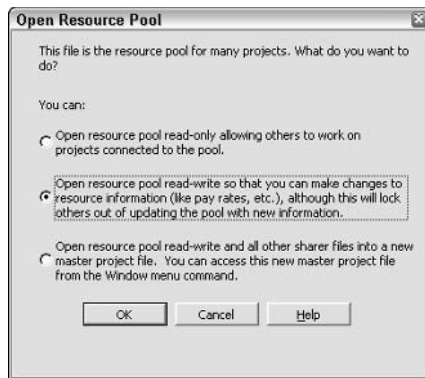 Open Resource Pool
This file is the resource pool for many projects. What do you want to
do?
You can:
Open resource pool read-only allowing others to work on
projects connected to the pool.
Open resource pool read-write so that you can make changes to
resource information (like pay rates, etc.), although this will lock
others out of updating the pool with new information.
Open resource pool read-write and all other sharer files into a new
master project file. You can access this new master project file
from the Window menu command.
OK Cancel Help